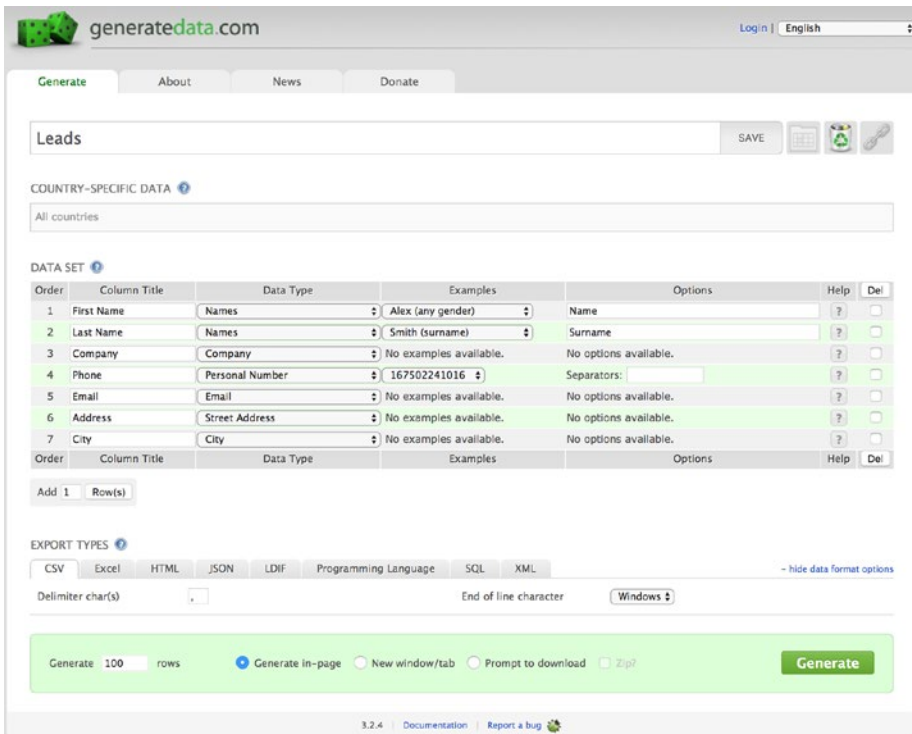 generatedata.com
Login | English
Generate About News Donate
Leads SAVE
COUNTRY-SPECIFIC DATA ?
All countries
DATA SET ?
Order Column Title Data Type Examples Options Help Del
1 First Name Names Alex (any gender) Name ?
2 Last Name Names Smith (surname) Surname ?
3 Company Company No examples available. No options available. ?
4 Phone Personal Number 167502241016 Separators: ?
5 Email Email No examples available. No options available. ?
6 Address Street Address No examples available. No options available. ?
7 City City No examples available. No options available. ?
Order Column Title Data Type Examples Options Help Del
Add 1 Row(s)
EXPORT TYPES ?
CSV Excel HTML JSON LDIF Programming Language SQL XML – hide data format options
Delimiter char(s) , End of line character Windows
Generate 100 rows Generate in-page New window/tab Prompt to download Zip? Generate
3.2.4 | Documentation | Report a bug